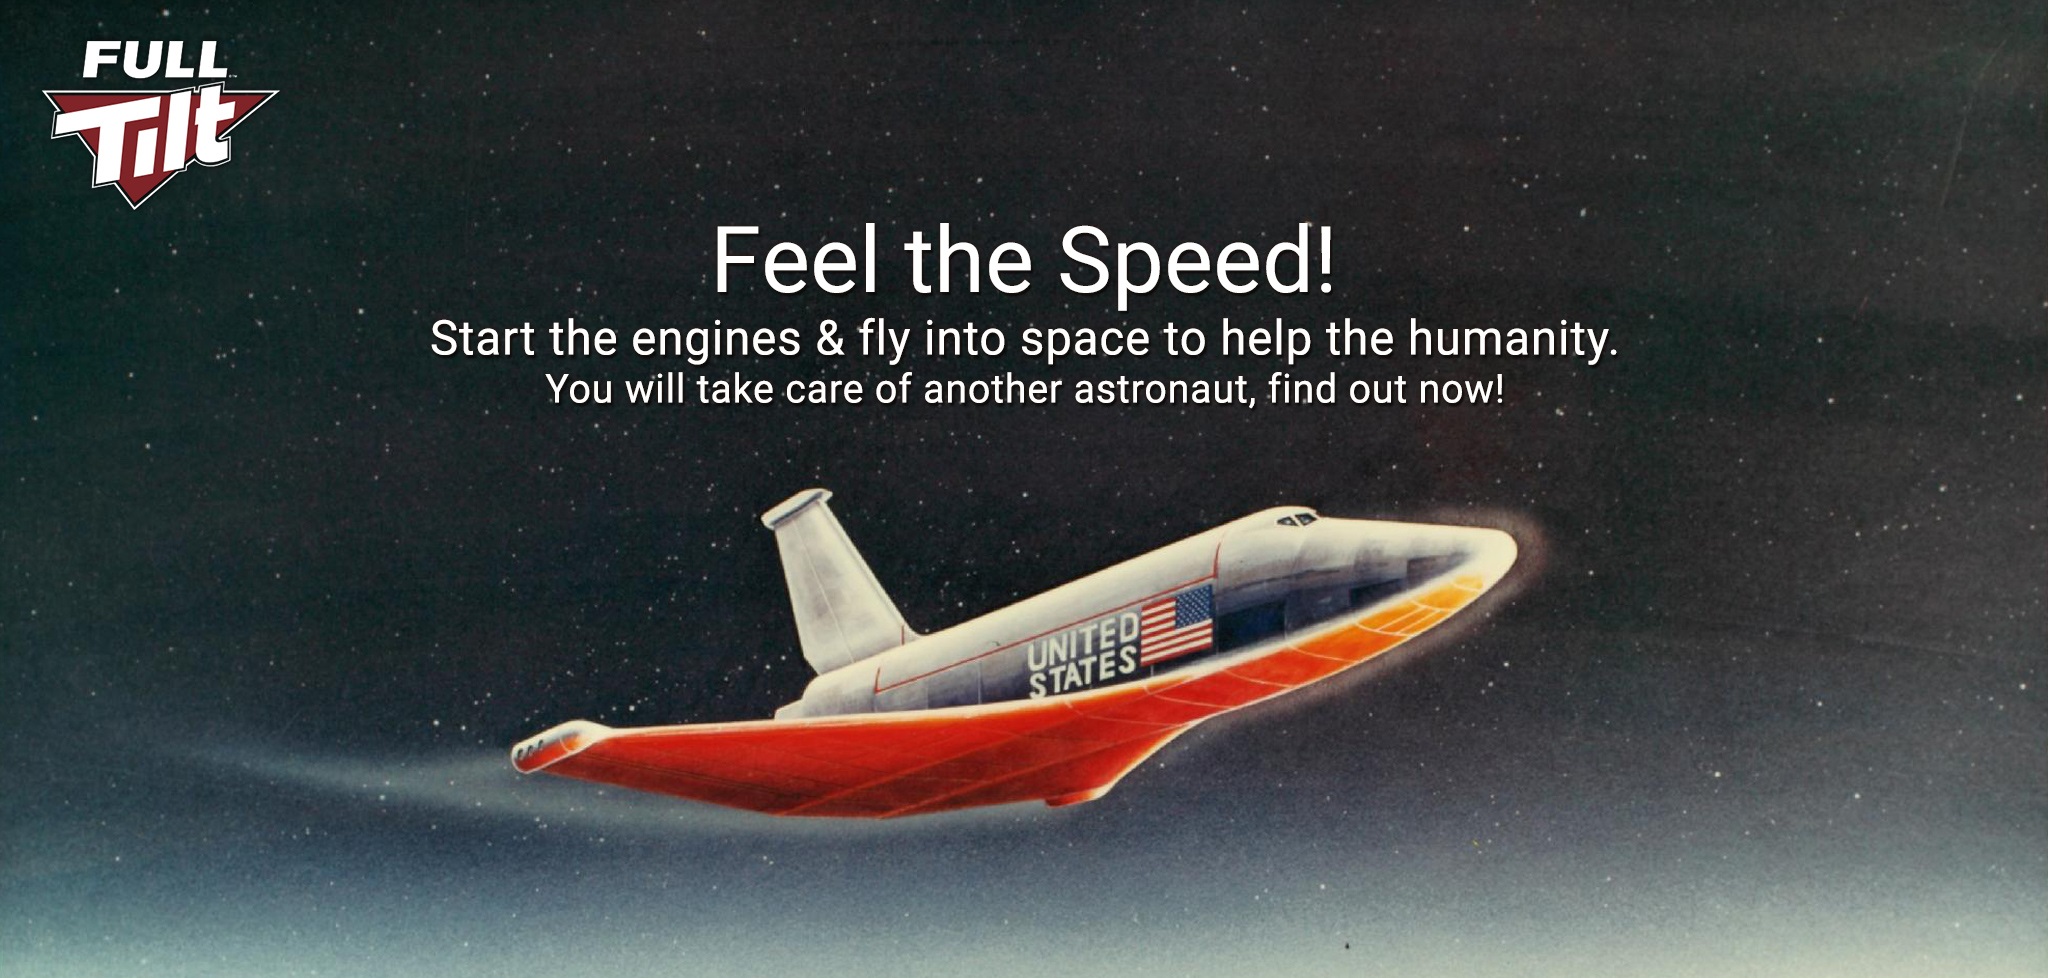 FULL
Tilt
Feel the Speed!
Start the engines & fly into space to help the humanity.
You will take care of another astronaut, find out now!
UNITED
STATES